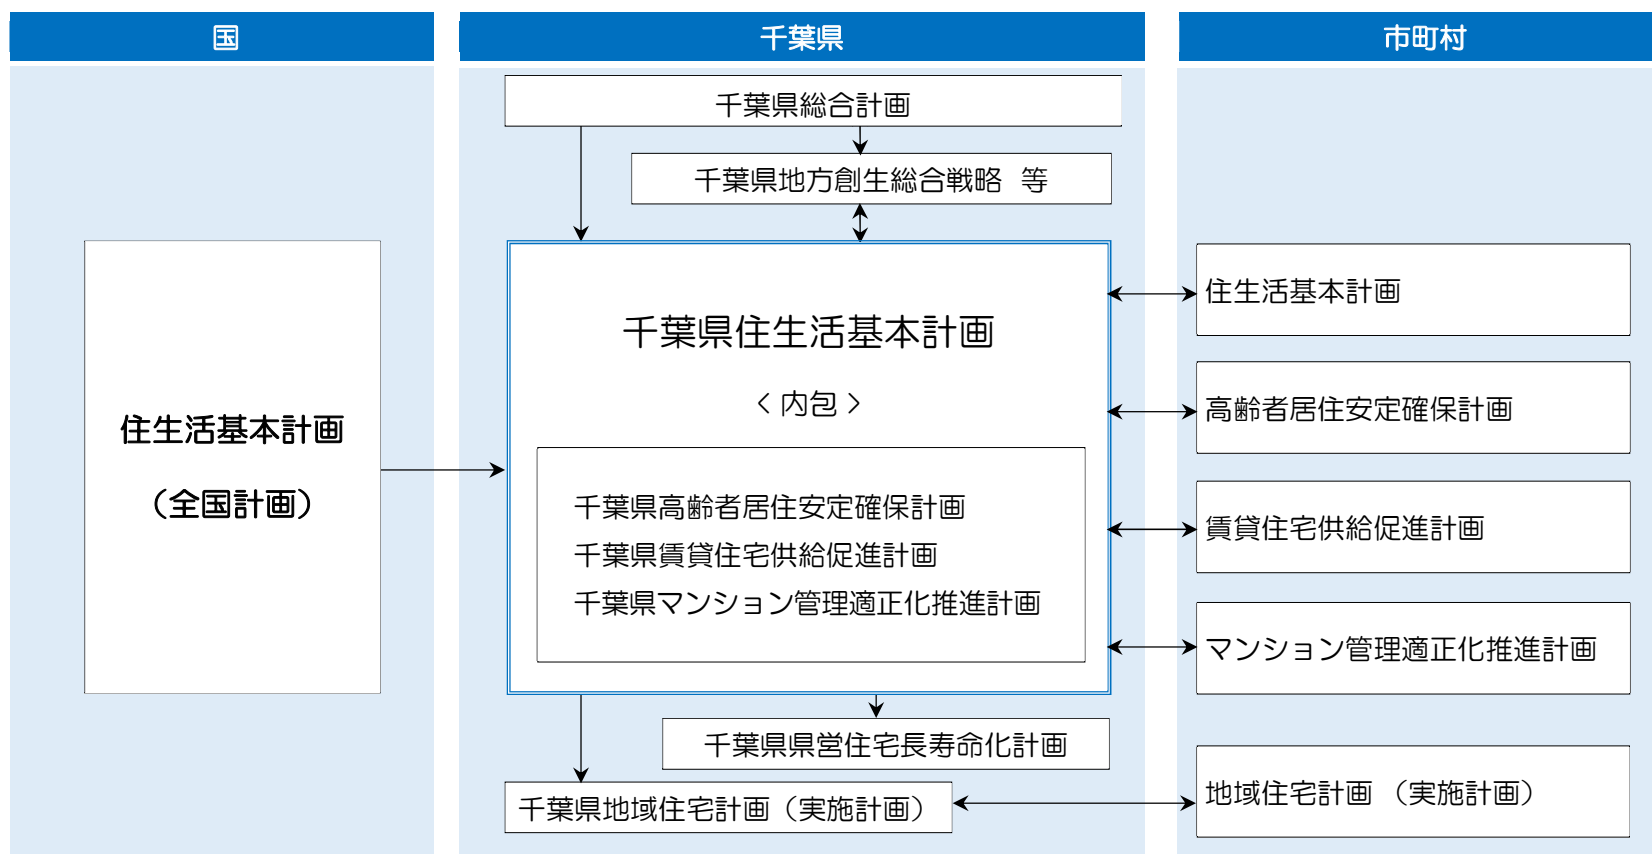 国
千葉県
市町村
千葉県総合計画
千葉県地方創生総合戦略 等
住生活基本計画
（全国計画）
千葉県住生活基本計画
＜内包＞
千葉県高齢者居住安定確保計画
千葉県賃貸住宅供給促進計画
千葉県マンション管理適正化推進計画
千葉県県営住宅長寿命化計画
千葉県地域住宅計画（実施計画）
住生活基本計画
高齢者居住安定確保計画
賃貸住宅供給促進計画
マンション管理適正化推進計画
地域住宅計画 （実施計画）